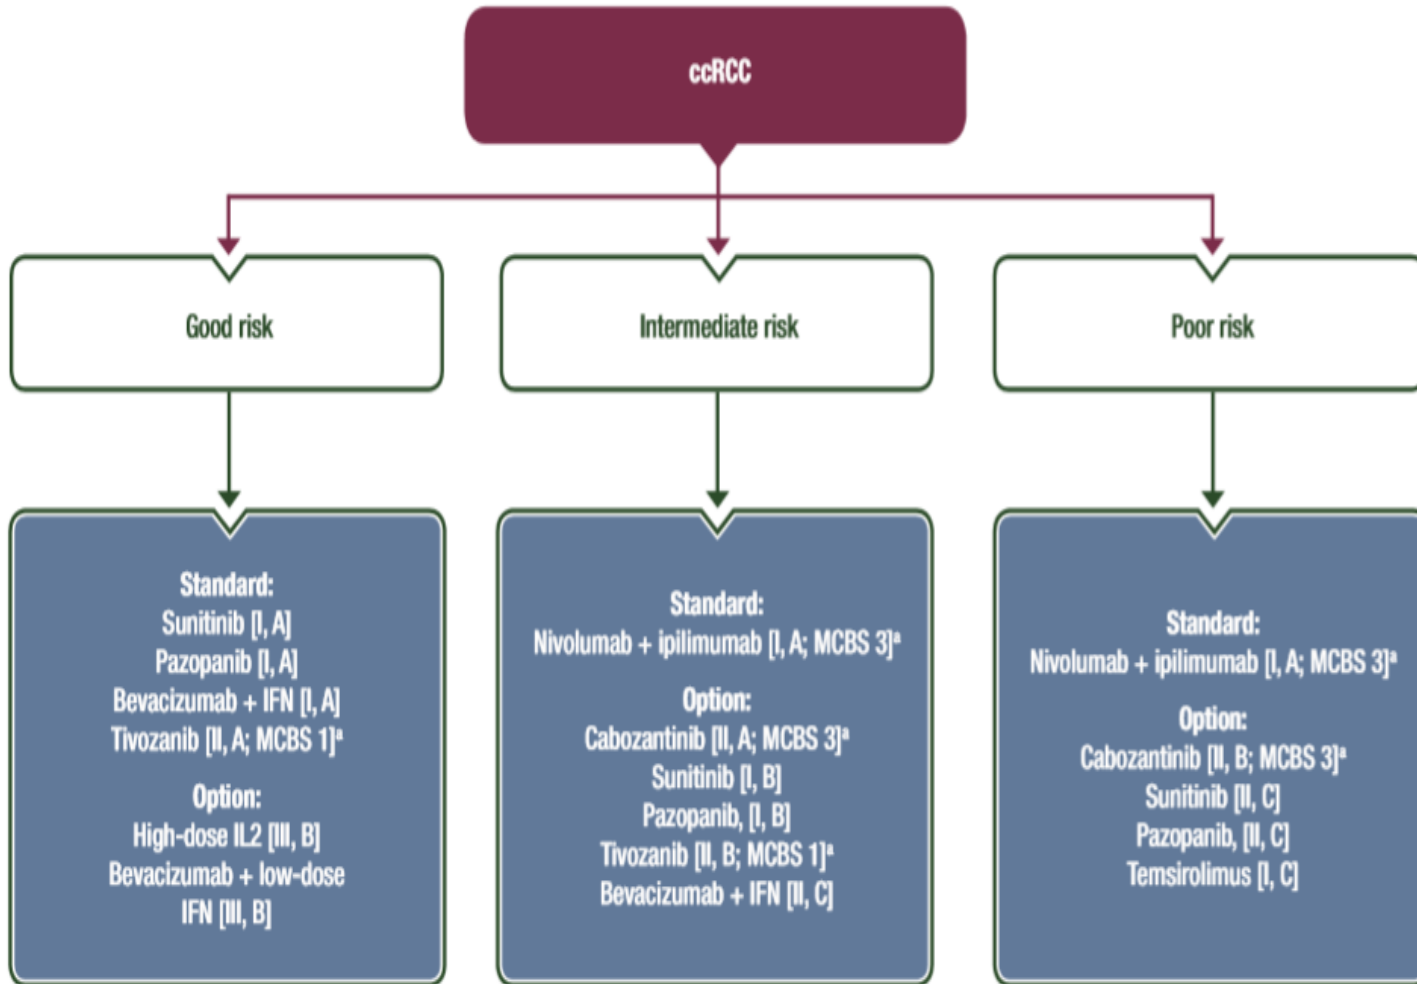 ccRCC
Good risk
Intermediate risk
Poor risk
Standard:
Sunitinib [I, A]
Pazopanib [I, A]
Bevacizumab + IFN [I, A]
Tivozanib [II, A; MCBS 1]ª
Option:
High-dose IL2 [III, B]
Bevacizumab + low-dose
IFN [III, B]
Standard:
Nivolumab + ipilimumab [I, A; MCBS 3]ª
Option:
Cabozantinib [II, A; MCBS 3]ª
Sunitinib [I, B]
Pazopanib, [I, B]
Tivozanib [II, B; MCBS 1]ª
Bevacizumab + IFN [II, C]
Standard:
Nivolumab + ipilimumab [I, A; MCBS 3]ª
Option:
Cabozantinib [II, B; MCBS 3]ª
Sunitinib [II, C]
Pazopanib, [II, C]
Temsirolimus [I, C]